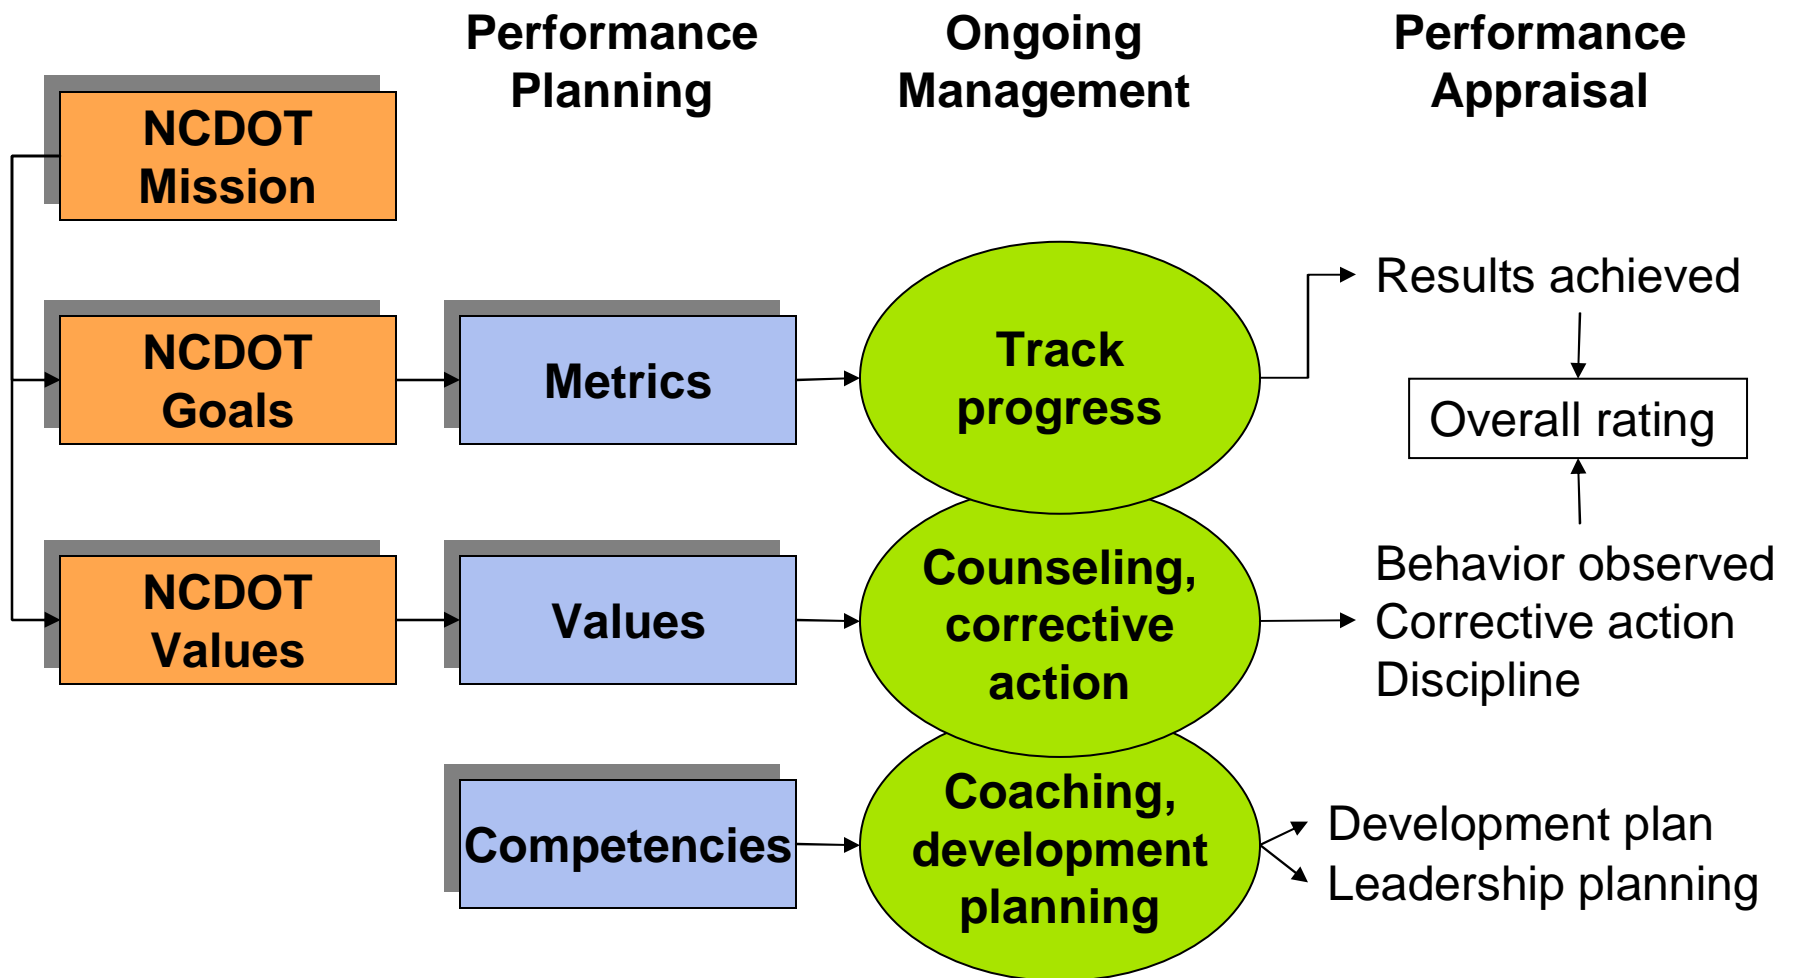 Performance
Planning
Ongoing
Management
Performance
Appraisal
NCDOT
Mission
NCDOT
Goals
Metrics
Track
progress
Results achieved
Overall rating
NCDOT
Values
Values
Counseling,
corrective
action
Behavior observed
Corrective action
Discipline
Competencies
Coaching,
development
planning
Development plan
Leadership planning